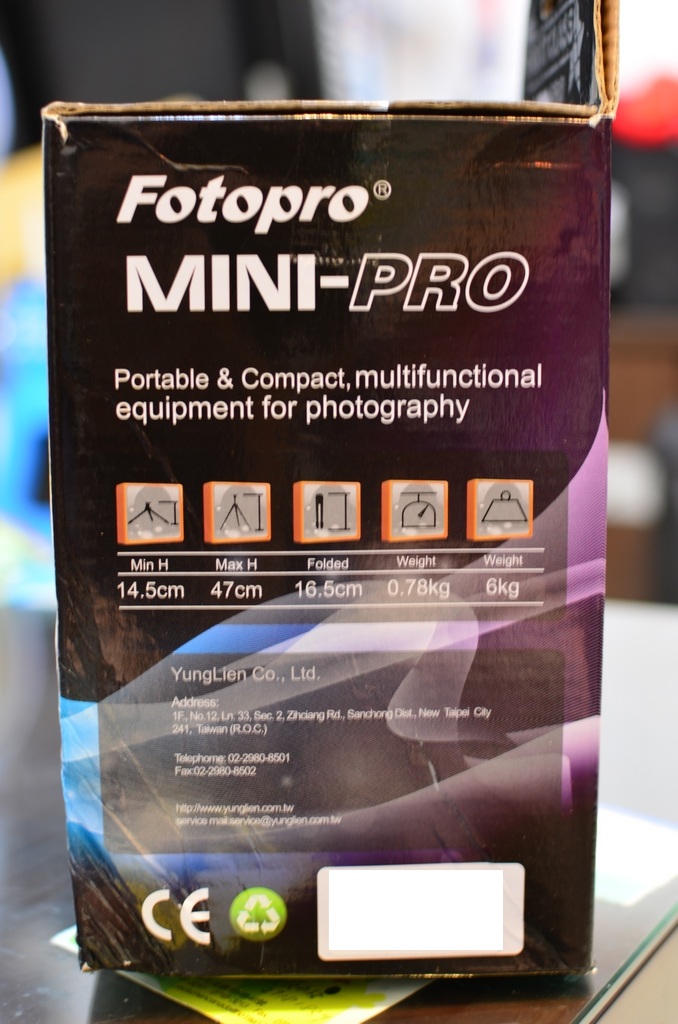 Fotopro®
MINI-PRO
Portable & Compact, multifunctional
equipment for photography
Min H Max H Folded Weight Weight
14.5cm 47cm 16.5cm 0.78kg 6kg
YungLien Co., Ltd.
Address:
1F., No.12, Ln. 33, Sec. 2, Zihciang Rd., Sanchong Dist., New Taipei City
241, Taiwan (R.O.C.)
Telephome: 02-2980-8501
Fax:02-2980-8502
http://www.yunglien.com.tw
service mail:service@yunglien.com.tw
CE